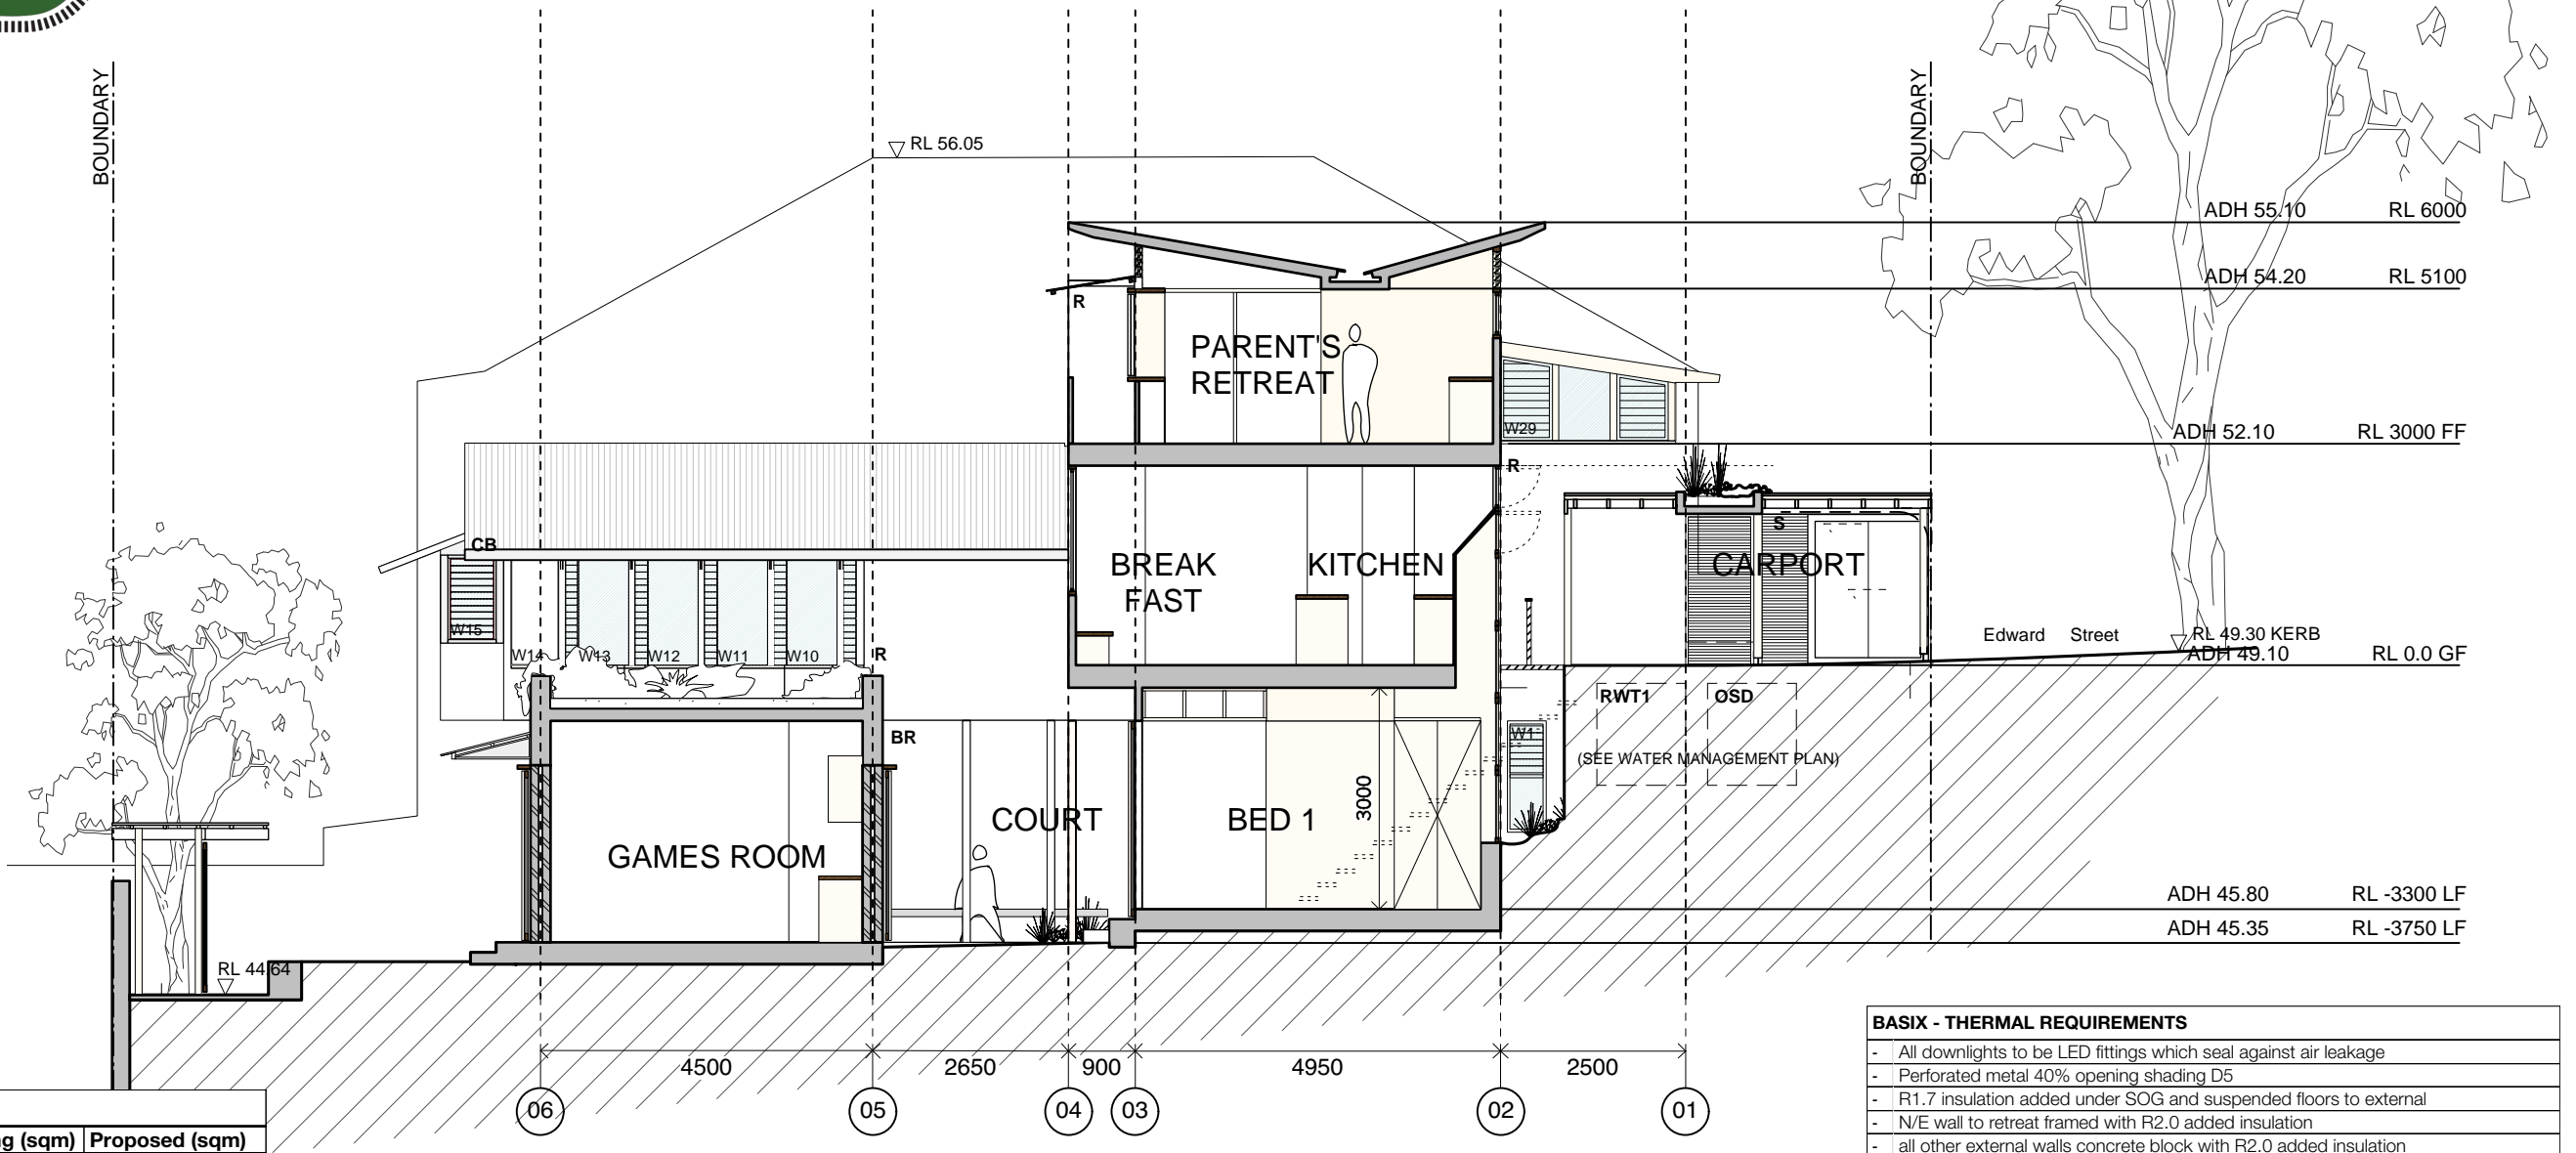 BOUNDARY
BOUNDARY
RL 56.05
ADH 55.10 RL 6000
ADH 54.20 RL 5100
R
PARENT'S
RETREAT
W29
ADH 52.10 RL 3000 FF
R
CB
S
BREAK
FAST
KITCHEN
CARPORT
W15
W14
W13
W12
W11
W10
R
Edward Street
RL 49.30 KERB
ADH 49.10 RL 0.0 GF
RWT1
OSD
BR
W1
(SEE WATER MANAGEMENT PLAN)
3000
COURT
BED 1
GAMES ROOM
ADH 45.80 RL -3300 LF
ADH 45.35 RL -3750 LF
RL 44.64
4500
2650
900
4950
2500
06
05
04
03
02
01
g (sqm) Proposed (sqm)
BASIX - THERMAL REQUIREMENTS
- All downlights to be LED fittings which seal against air leakage
- Perforated metal 40% opening shading D5
- R1.7 insulation added under SOG and suspended floors to external
- N/E wall to retreat framed with R2.0 added insulation
- all other external walls concrete block with R2.0 added insulation